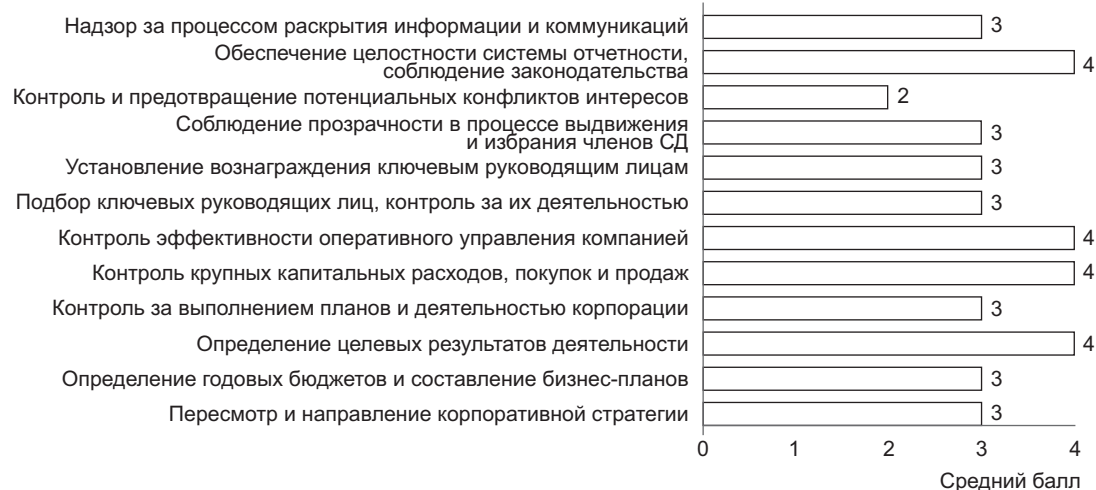 Надзор за процессом раскрытия информации и коммуникаций
3
Обеспечение целостности системы отчетности,
соблюдение законодательства
4
Контроль и предотвращение потенциальных конфликтов интересов
2
Соблюдение прозрачности в процессе выдвижения
и избрания членов СД
3
Установление вознаграждения ключевым руководящим лицам
3
Подбор ключевых руководящих лиц, контроль за их деятельностью
3
Контроль эффективности оперативного управления компанией
4
Контроль крупных капитальных расходов, покупок и продаж
4
Контроль за выполнением планов и деятельностью корпорации
3
Определение целевых результатов деятельности
4
Определение годовых бюджетов и составление бизнес-планов
3
Пересмотр и направление корпоративной стратегии
3
0 1 2 3 4
Средний балл